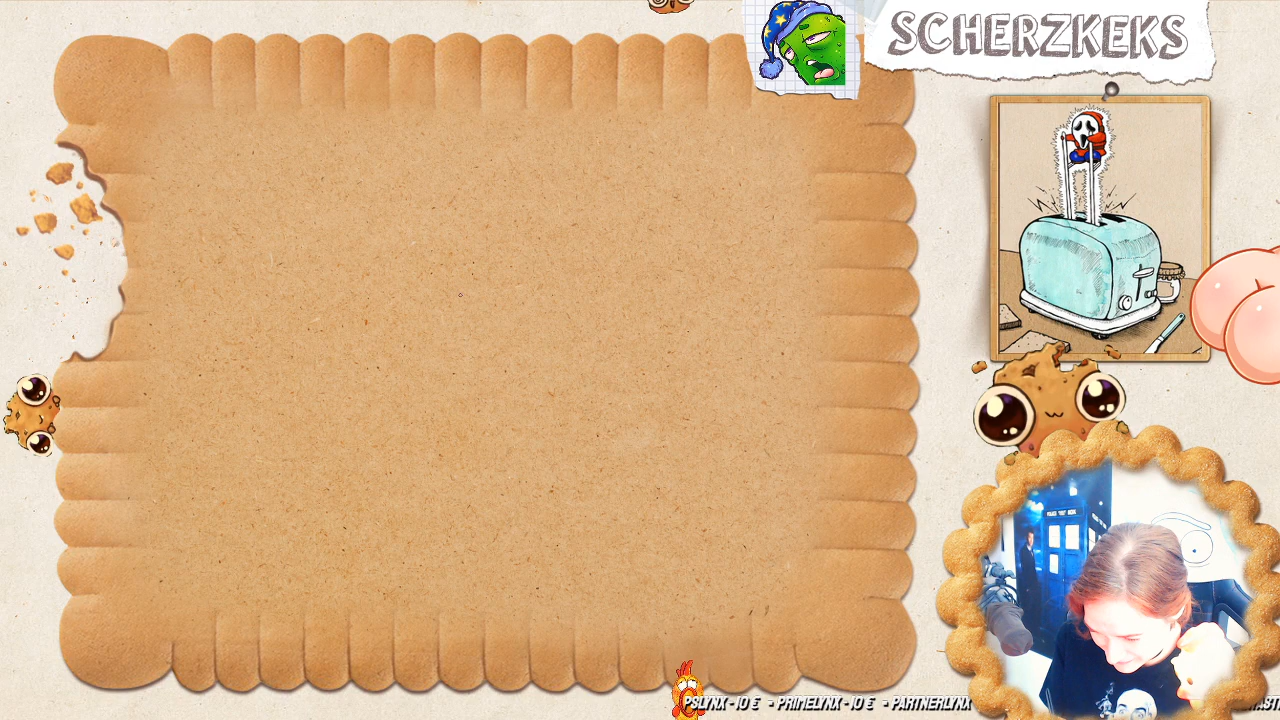 SCHERZKEKS
PSLYNX - 10 € • PRIMELYNX - 10 € • PARTNERLYNX